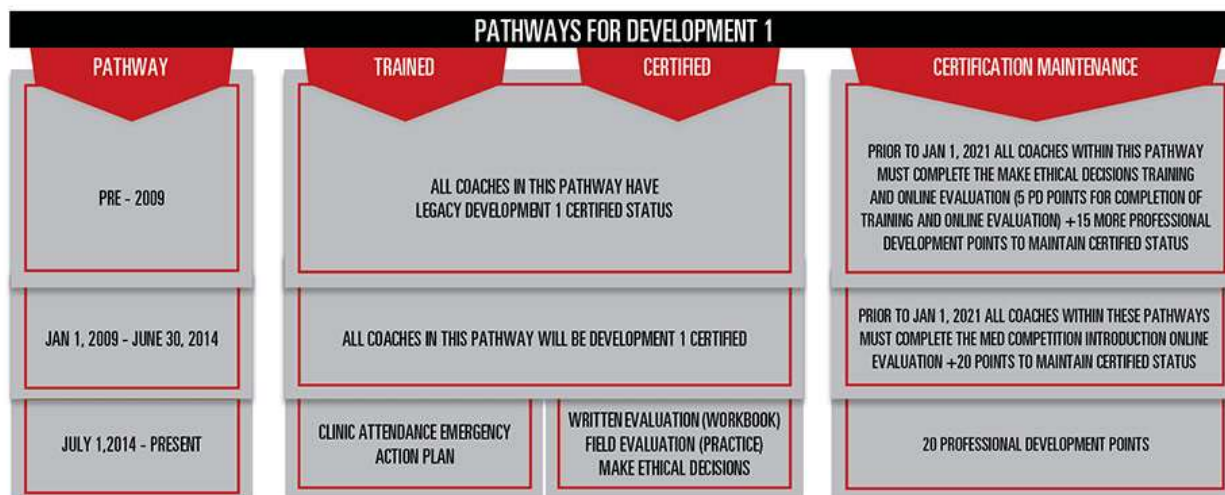 PATHWAYS FOR DEVELOPMENT 1
PATHWAY
TRAINED
CERTIFIED
CERTIFICATION MAINTENANCE
PRE - 2009
ALL COACHES IN THIS PATHWAY HAVE
LEGACY DEVELOPMENT 1 CERTIFIED STATUS
PRIOR TO JAN 1, 2021 ALL COACHES WITHIN THIS PATHWAY
MUST COMPLETE THE MAKE ETHICAL DECISIONS TRAINING
AND ONLINE EVALUATION (5 PD POINTS FOR COMPLETION OF
TRAINING AND ONLINE EVALUATION) +15 MORE PROFESSIONAL
DEVELOPMENT POINTS TO MAINTAIN CERTIFIED STATUS
JAN 1, 2009 - JUNE 30, 2014
ALL COACHES IN THIS PATHWAY WILL BE DEVELOPMENT 1 CERTIFIED
PRIOR TO JAN 1, 2021 ALL COACHES WITHIN THESE PATHWAYS
MUST COMPLETE THE MED COMPETITION INTRODUCTION ONLINE
EVALUATION +20 POINTS TO MAINTAIN CERTIFIED STATUS
JULY 1,2014 - PRESENT
CLINIC ATTENDANCE EMERGENCY
ACTION PLAN
WRITTEN EVALUATION (WORKBOOK)
FIELD EVALUATION (PRACTICE)
MAKE ETHICAL DECISIONS
20 PROFESSIONAL DEVELOPMENT POINTS